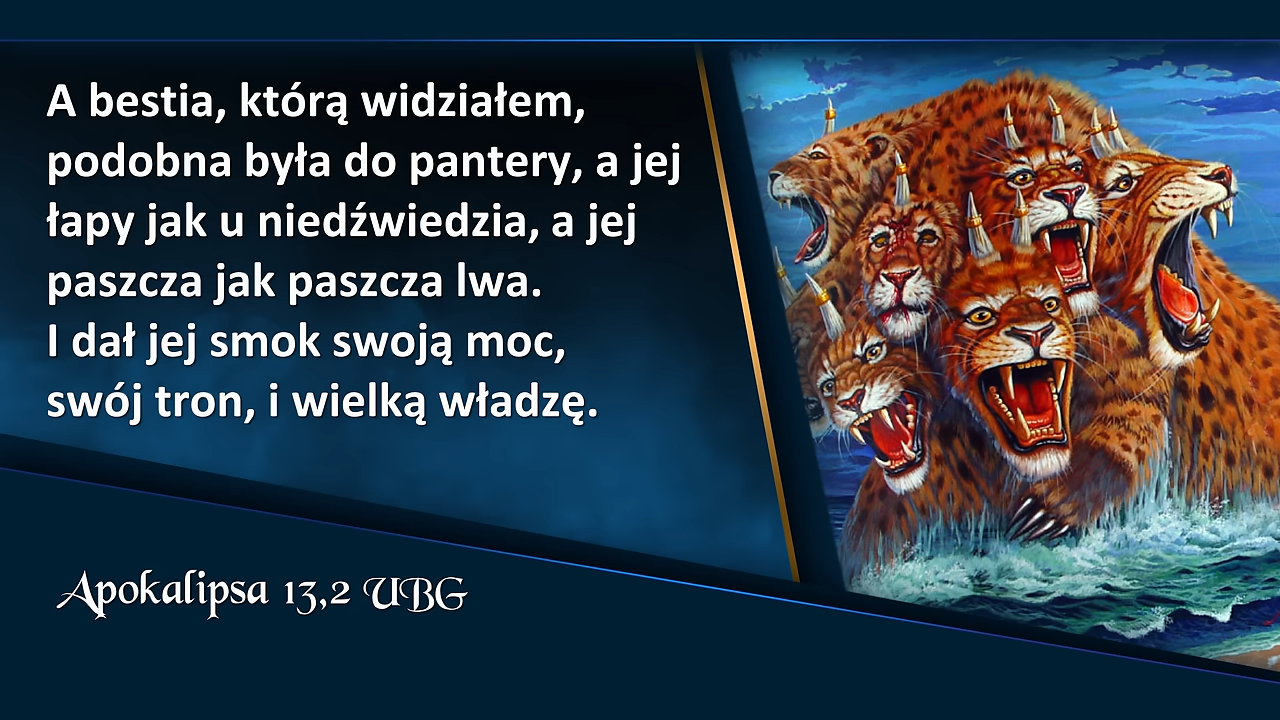 A bestia, którą widziałem,
podobna była do pantery, a jej
łapy jak u niedźwiedzia, a jej
paszcza jak paszcza lwa.
I dał jej smok swoją moc,
swój tron, i wielką władzę.
Apokalipsa 13,2 UBG